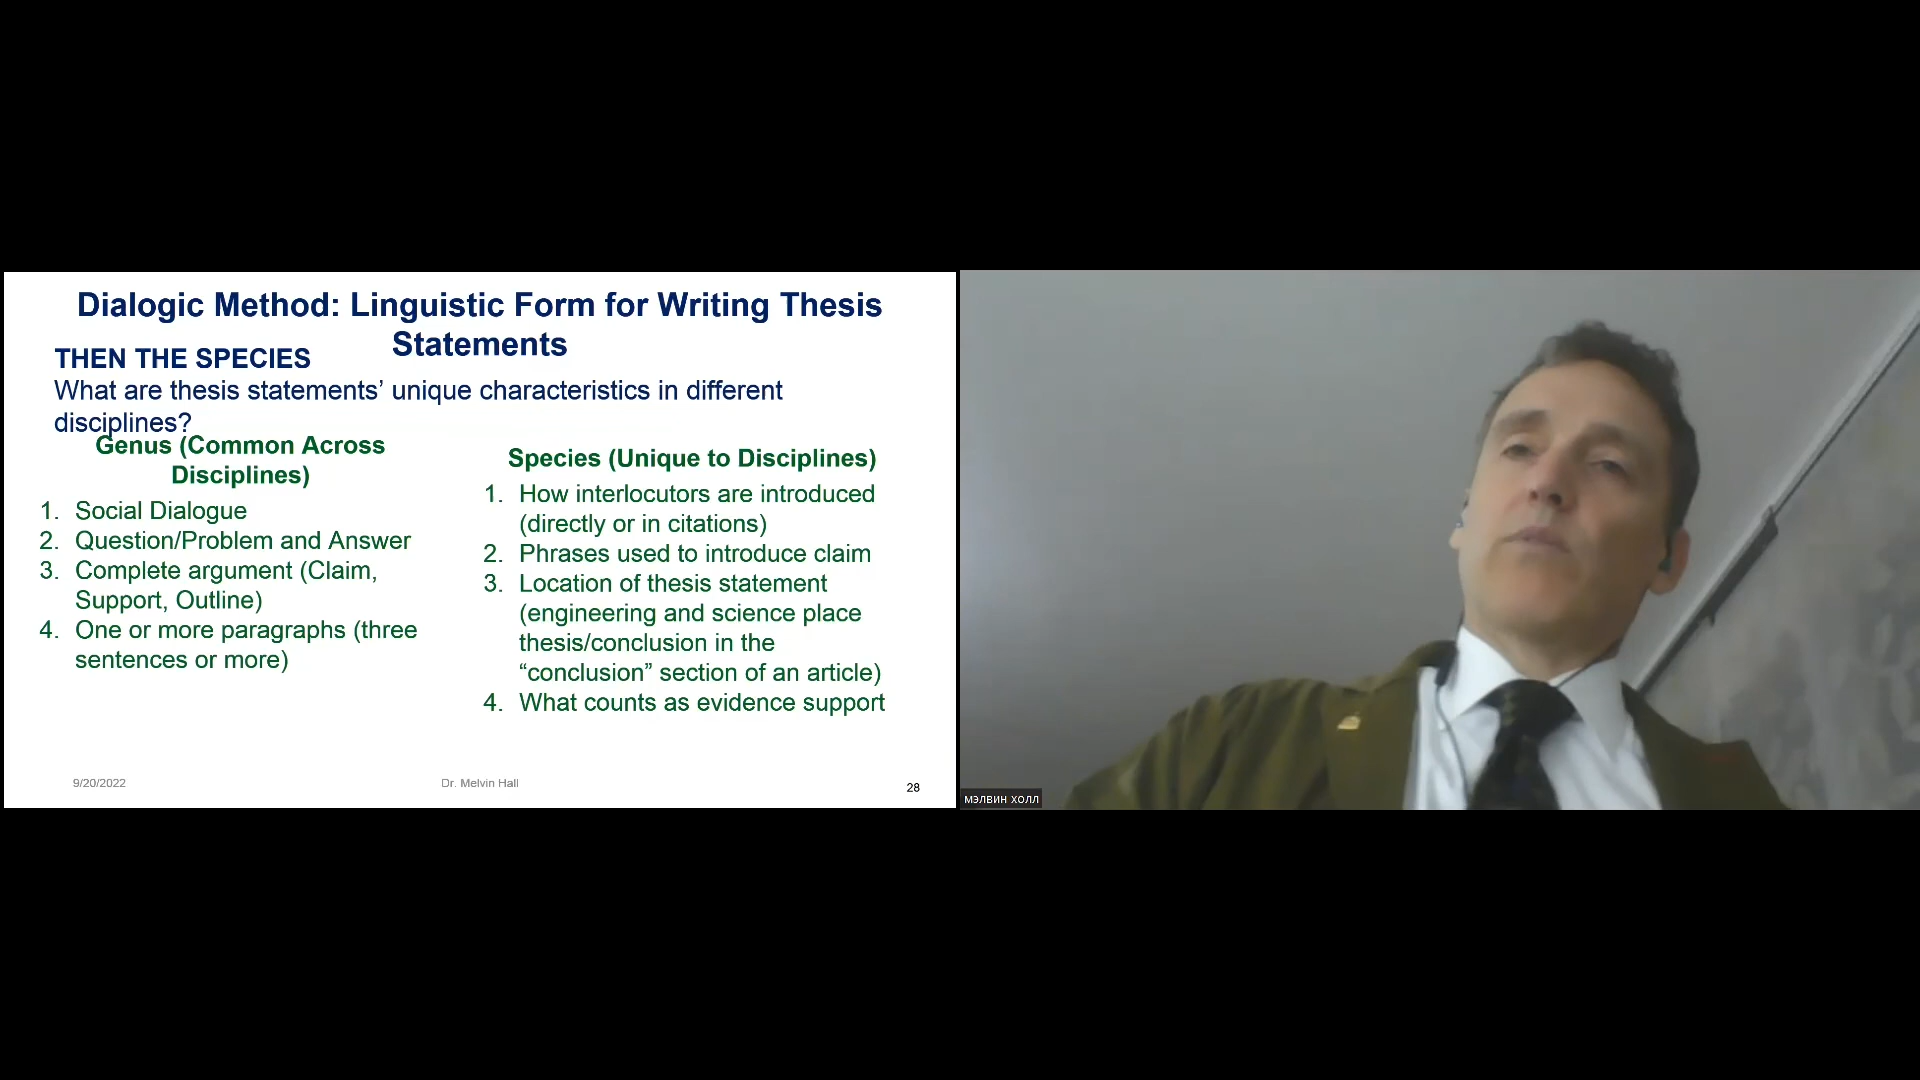 Dialogic Method: Linguistic Form for Writing Thesis
Statements
THEN THE SPECIES
What are thesis statements’ unique characteristics in different
disciplines?
Genus (Common Across
Disciplines)
1. Social Dialogue
2. Question/Problem and Answer
3. Complete argument (Claim,
Support, Outline)
4. One or more paragraphs (three
sentences or more)
Species (Unique to Disciplines)
1. How interlocutors are introduced
(directly or in citations)
2. Phrases used to introduce claim
3. Location of thesis statement
(engineering and science place
thesis/conclusion in the
“conclusion” section of an article)
4. What counts as evidence support
9/20/2022
Dr. Melvin Hall
28
мэлвин холл